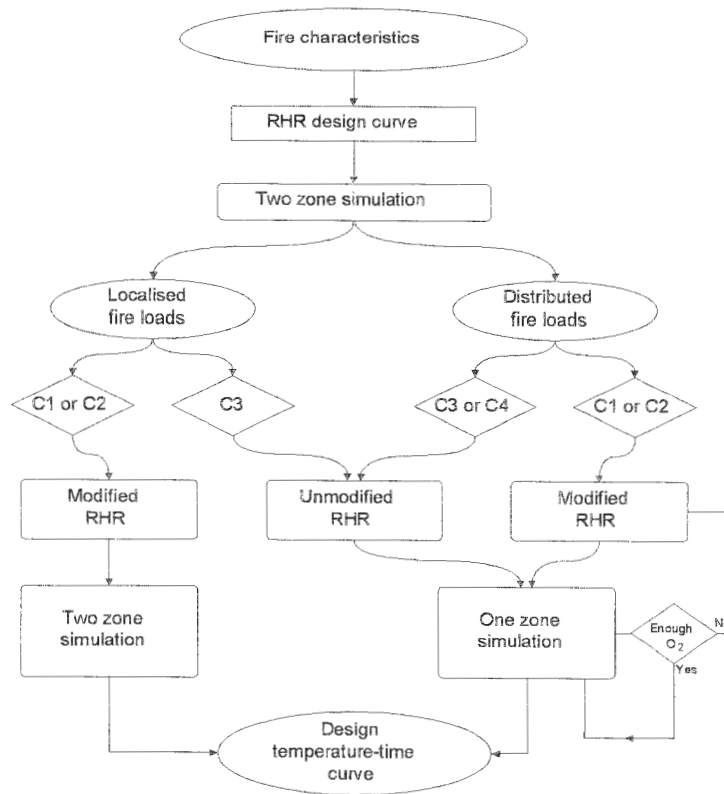 Fire characteristics
RHR design curve
Two zone simulation
Localised
fire loads
Distributed
fire loads
C1 or C2
C3
C3 or C4
C1 or C2
Modified
RHR
Unmodified
RHR
Modified
RHR
Two zone
simulation
One zone
simulation
Enough
O2
N
Yes
Design
temperature-time
curve